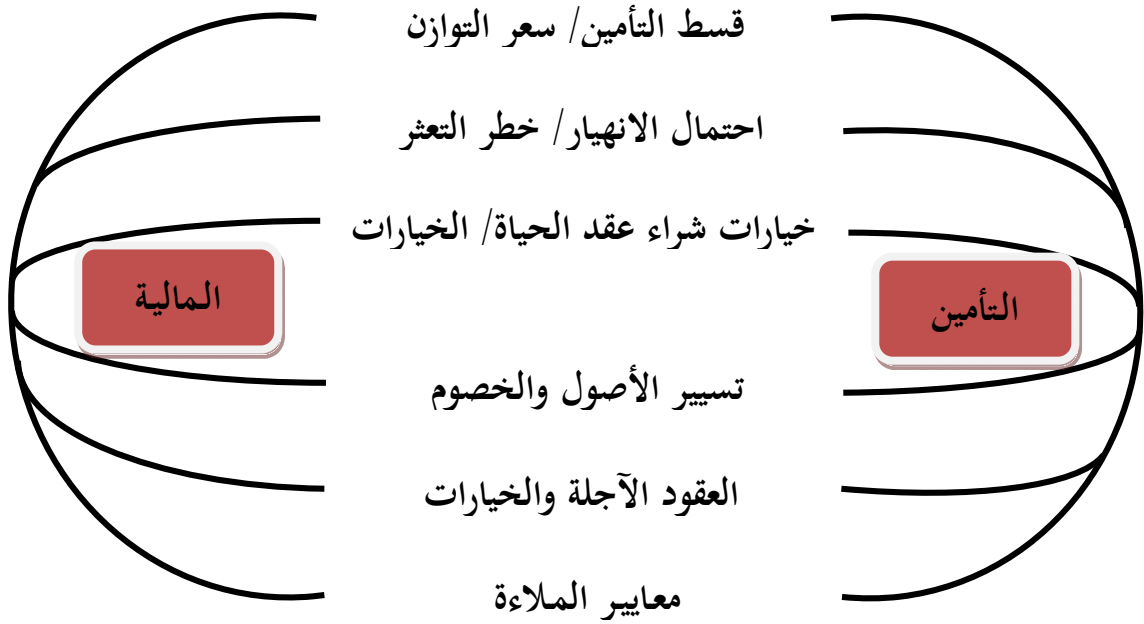 قسط التأمين/ سعر التوازن
احتمال الانهيار/ خطر التعثر
خيارات شراء عقد الحياة/ الخيارات
التأمين
المالية
تسيير الأصول والخصوم
العقود الآجلة والخيارات
معايير الملاءة